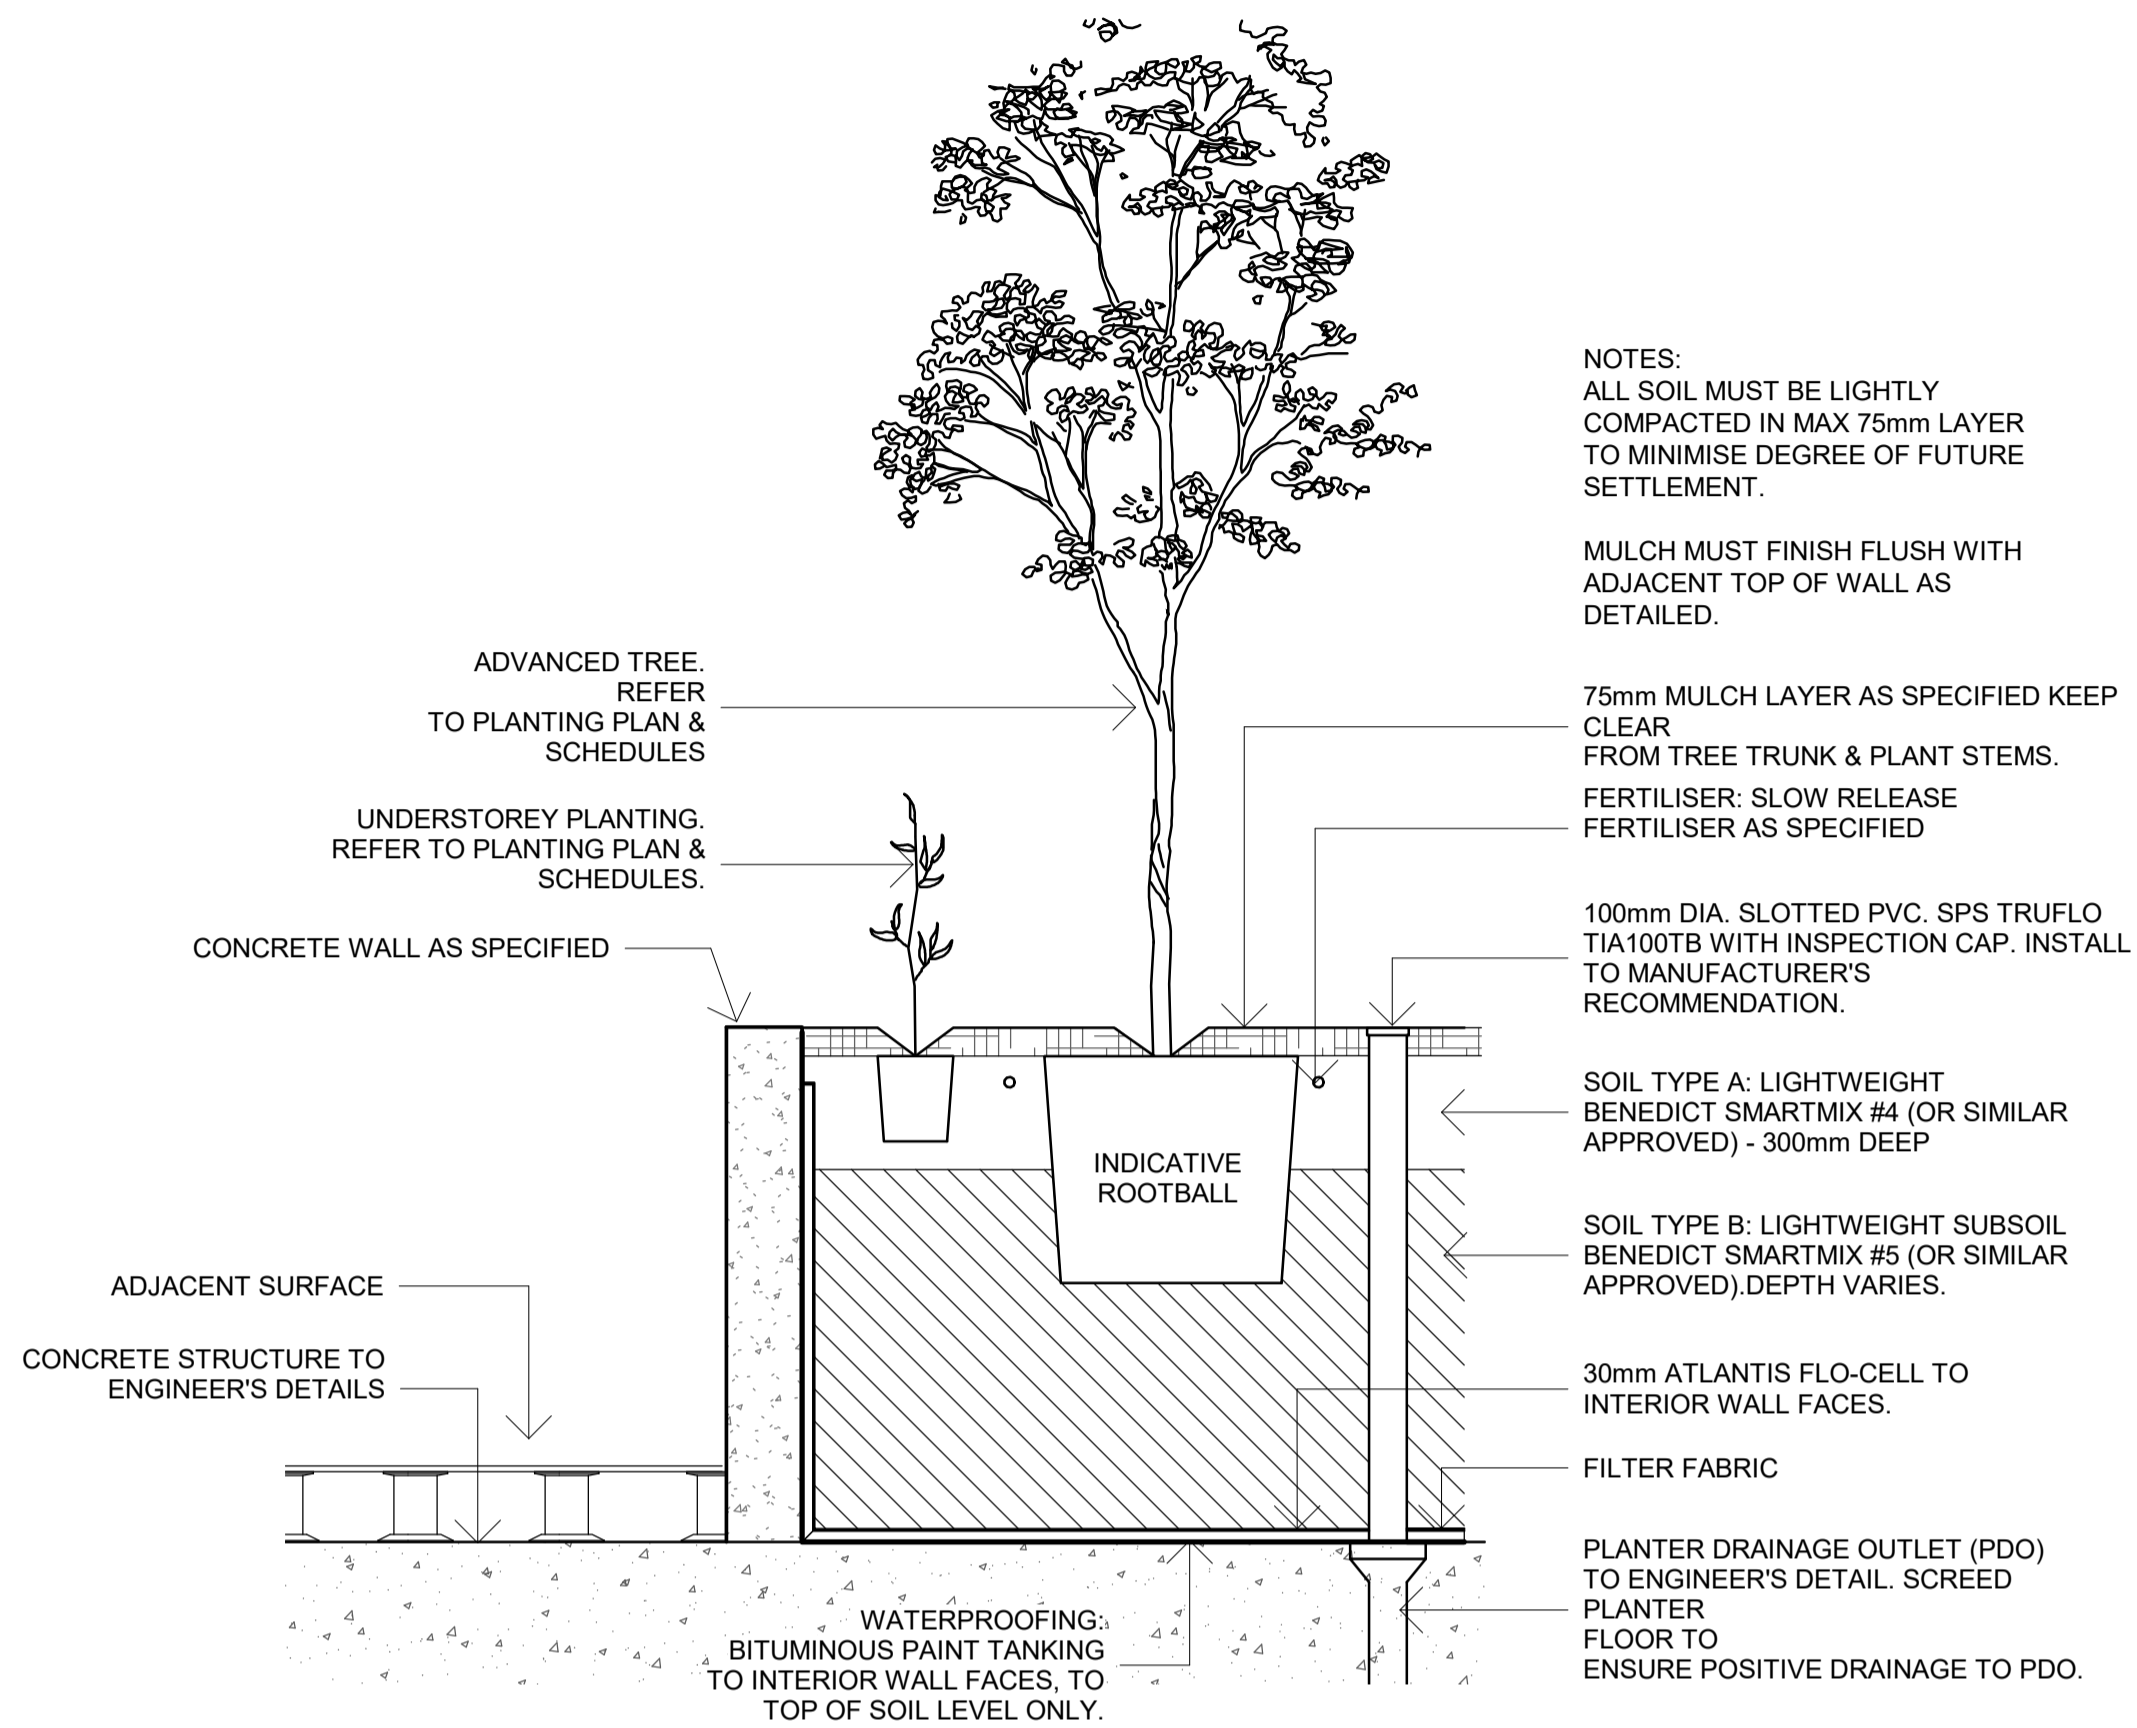 NOTES:
ALL SOIL MUST BE LIGHTLY
COMPACTED IN MAX 75mm LAYER
TO MINIMISE DEGREE OF FUTURE
SETTLEMENT.
MULCH MUST FINISH FLUSH WITH
ADJACENT TOP OF WALL AS
DETAILED.
ADVANCED TREE.
REFER
TO PLANTING PLAN &
SCHEDULES
UNDERSTOREY PLANTING.
REFER TO PLANTING PLAN &
SCHEDULES.
CONCRETE WALL AS SPECIFIED
ADJACENT SURFACE
CONCRETE STRUCTURE TO
ENGINEER'S DETAILS
INDICATIVE
ROOTBALL
WATERPROOFING:
BITUMINOUS PAINT TANKING
TO INTERIOR WALL FACES, TO
TOP OF SOIL LEVEL ONLY.
75mm MULCH LAYER AS SPECIFIED KEEP
CLEAR
FROM TREE TRUNK & PLANT STEMS.
FERTILISER: SLOW RELEASE
FERTILISER AS SPECIFIED
100mm DIA. SLOTTED PVC. SPS TRUFLO
TIA100TB WITH INSPECTION CAP. INSTALL
TO MANUFACTURER'S
RECOMMENDATION.
SOIL TYPE A: LIGHTWEIGHT
BENEDICT SMARTMIX #4 (OR SIMILAR
APPROVED) - 300mm DEEP
SOIL TYPE B: LIGHTWEIGHT SUBSOIL
BENEDICT SMARTMIX #5 (OR SIMILAR
APPROVED).DEPTH VARIES.
30mm ATLANTIS FLO-CELL TO
INTERIOR WALL FACES.
FILTER FABRIC
PLANTER DRAINAGE OUTLET (PDO)
TO ENGINEER'S DETAIL. SCREED
PLANTER
FLOOR TO
ENSURE POSITIVE DRAINAGE TO PDO.